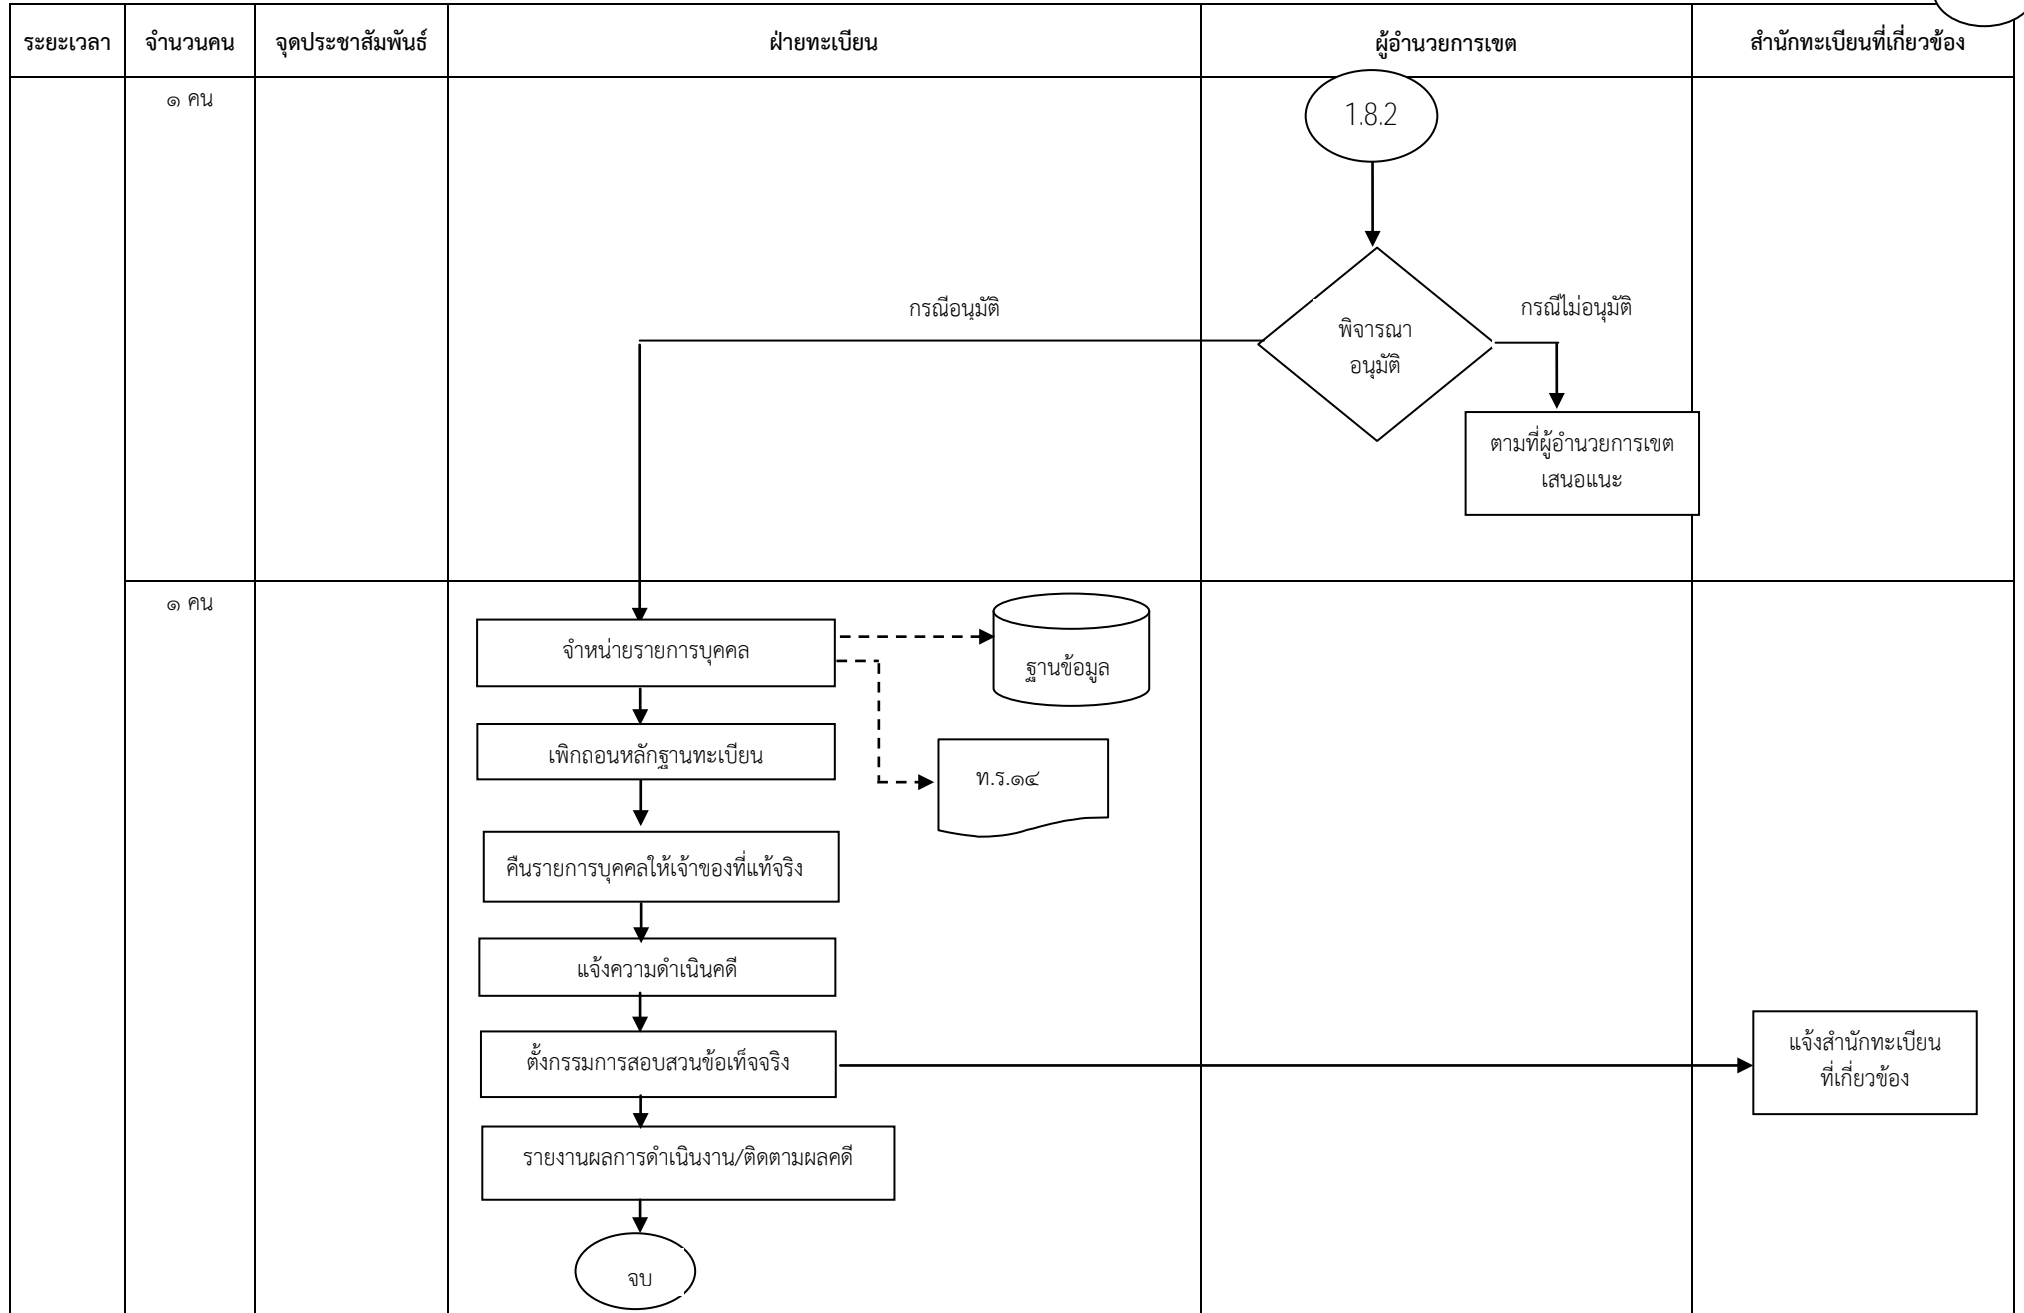 ระยะเวลา
จำนวนคน
จุดประชาสัมพันธ์
ฝ่ายทะเบียน
ผู้อำนวยการเขต
สำนักทะเบียนที่เกี่ยวข้อง
๑ คน
1.8.2
กรณีอนุมัติ
พิจารณา
อนุมัติ
กรณีไม่อนุมัติ
ตามที่ผู้อำนวยการเขต
เสนอแนะ
๑ คน
จำหน่ายรายการบุคคล
ฐานข้อมูล
เพิกถอนหลักฐานทะเบียน
ท.ร.๑๔
คืนรายการบุคคลให้เจ้าของที่แท้จริง
แจ้งความดำเนินคดี
ตั้งกรรมการสอบสวนข้อเท็จจริง
แจ้งสำนักทะเบียน
ที่เกี่ยวข้อง
รายงานผลการดำเนินงาน/ติดตามผลคดี
จบ